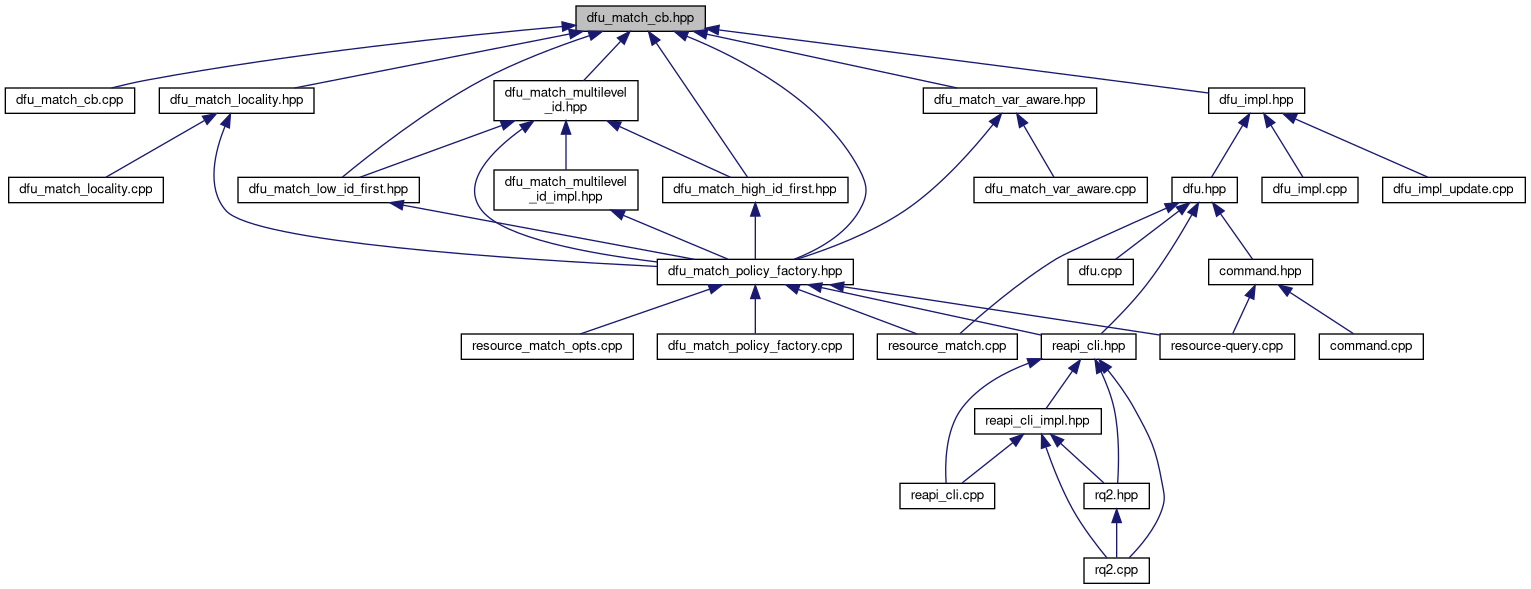 dfu_match_cb.hpp
dfu_match_cb.cpp
dfu_match_locality.hpp
dfu_match_multilevel
_id.hpp
dfu_match_var_aware.hpp
dfu_impl.hpp
dfu_match_locality.cpp
dfu_match_low_id_first.hpp
dfu_match_multilevel
_id_impl.hpp
dfu_match_high_id_first.hpp
dfu_match_var_aware.cpp
dfu.hpp
dfu_impl.cpp
dfu_impl_update.cpp
dfu_match_policy_factory.hpp
dfu.cpp
command.hpp
resource_match_opts.cpp
dfu_match_policy_factory.cpp
resource_match.cpp
reapi_cli.hpp
resource-query.cpp
command.cpp
reapi_cli_impl.hpp
reapi_cli.cpp
rq2.hpp
rq2.cpp